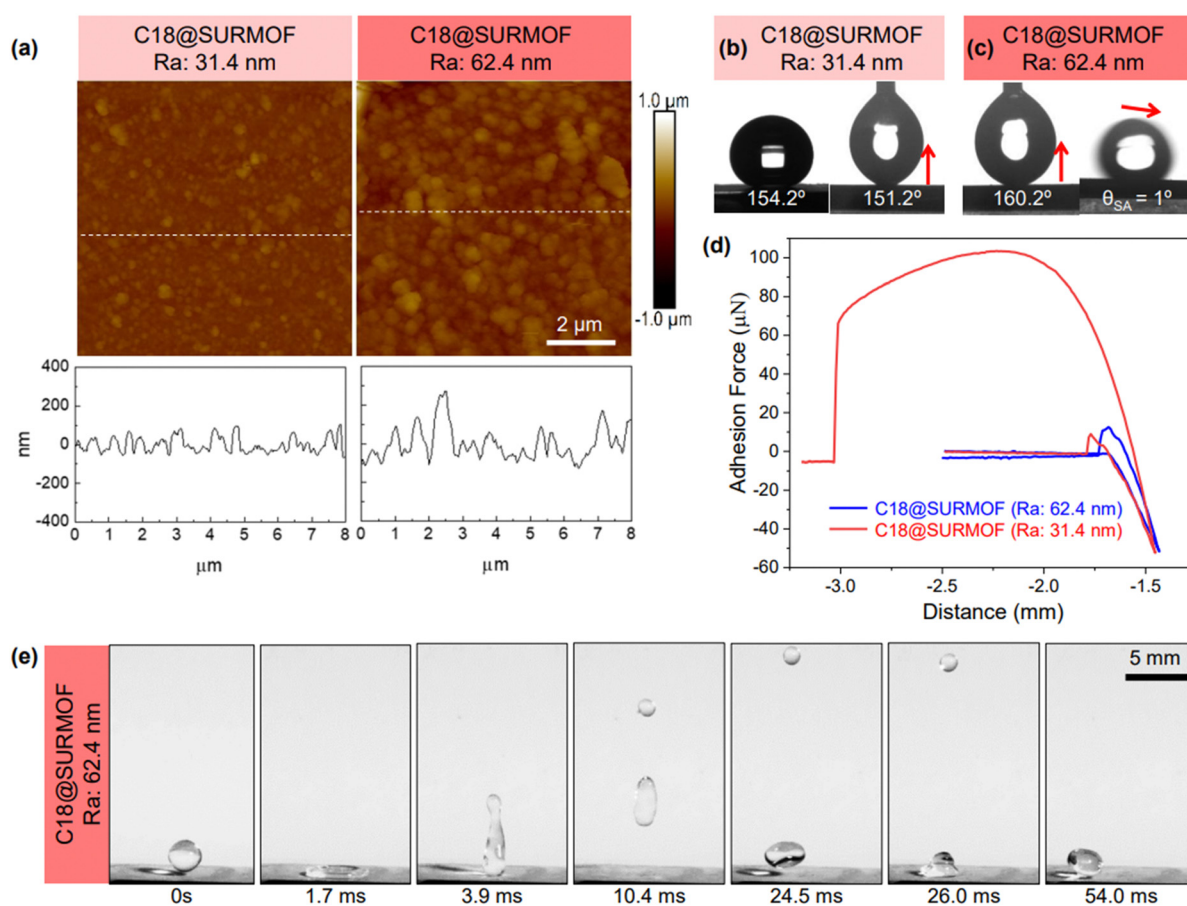 (a)
C18@SURMOF
Ra: 31.4 nm
C18@SURMOF
Ra: 62.4 nm
1.0 μm
-1.0 μm
2 μm
400
200
0
-200
-400
nm
0 1 2 3 4 5 6 7 8
μm
0 1 2 3 4 5 6 7 8
μm
(b)
C18@SURMOF
Ra: 31.4 nm
154.2º
151.2º
(c)
C18@SURMOF
Ra: 62.4 nm
160.2º
θSA = 1º
(d)
100
80
60
40
20
0
-20
-40
-60
Adhesion Force (μN)
C18@SURMOF (Ra: 62.4 nm)
C18@SURMOF (Ra: 31.4 nm)
-3.0 -2.5 -2.0 -1.5
Distance (mm)
(e)
C18@SURMOF
Ra: 62.4 nm
5 mm
0s 1.7 ms 3.9 ms 10.4 ms 24.5 ms 26.0 ms 54.0 ms